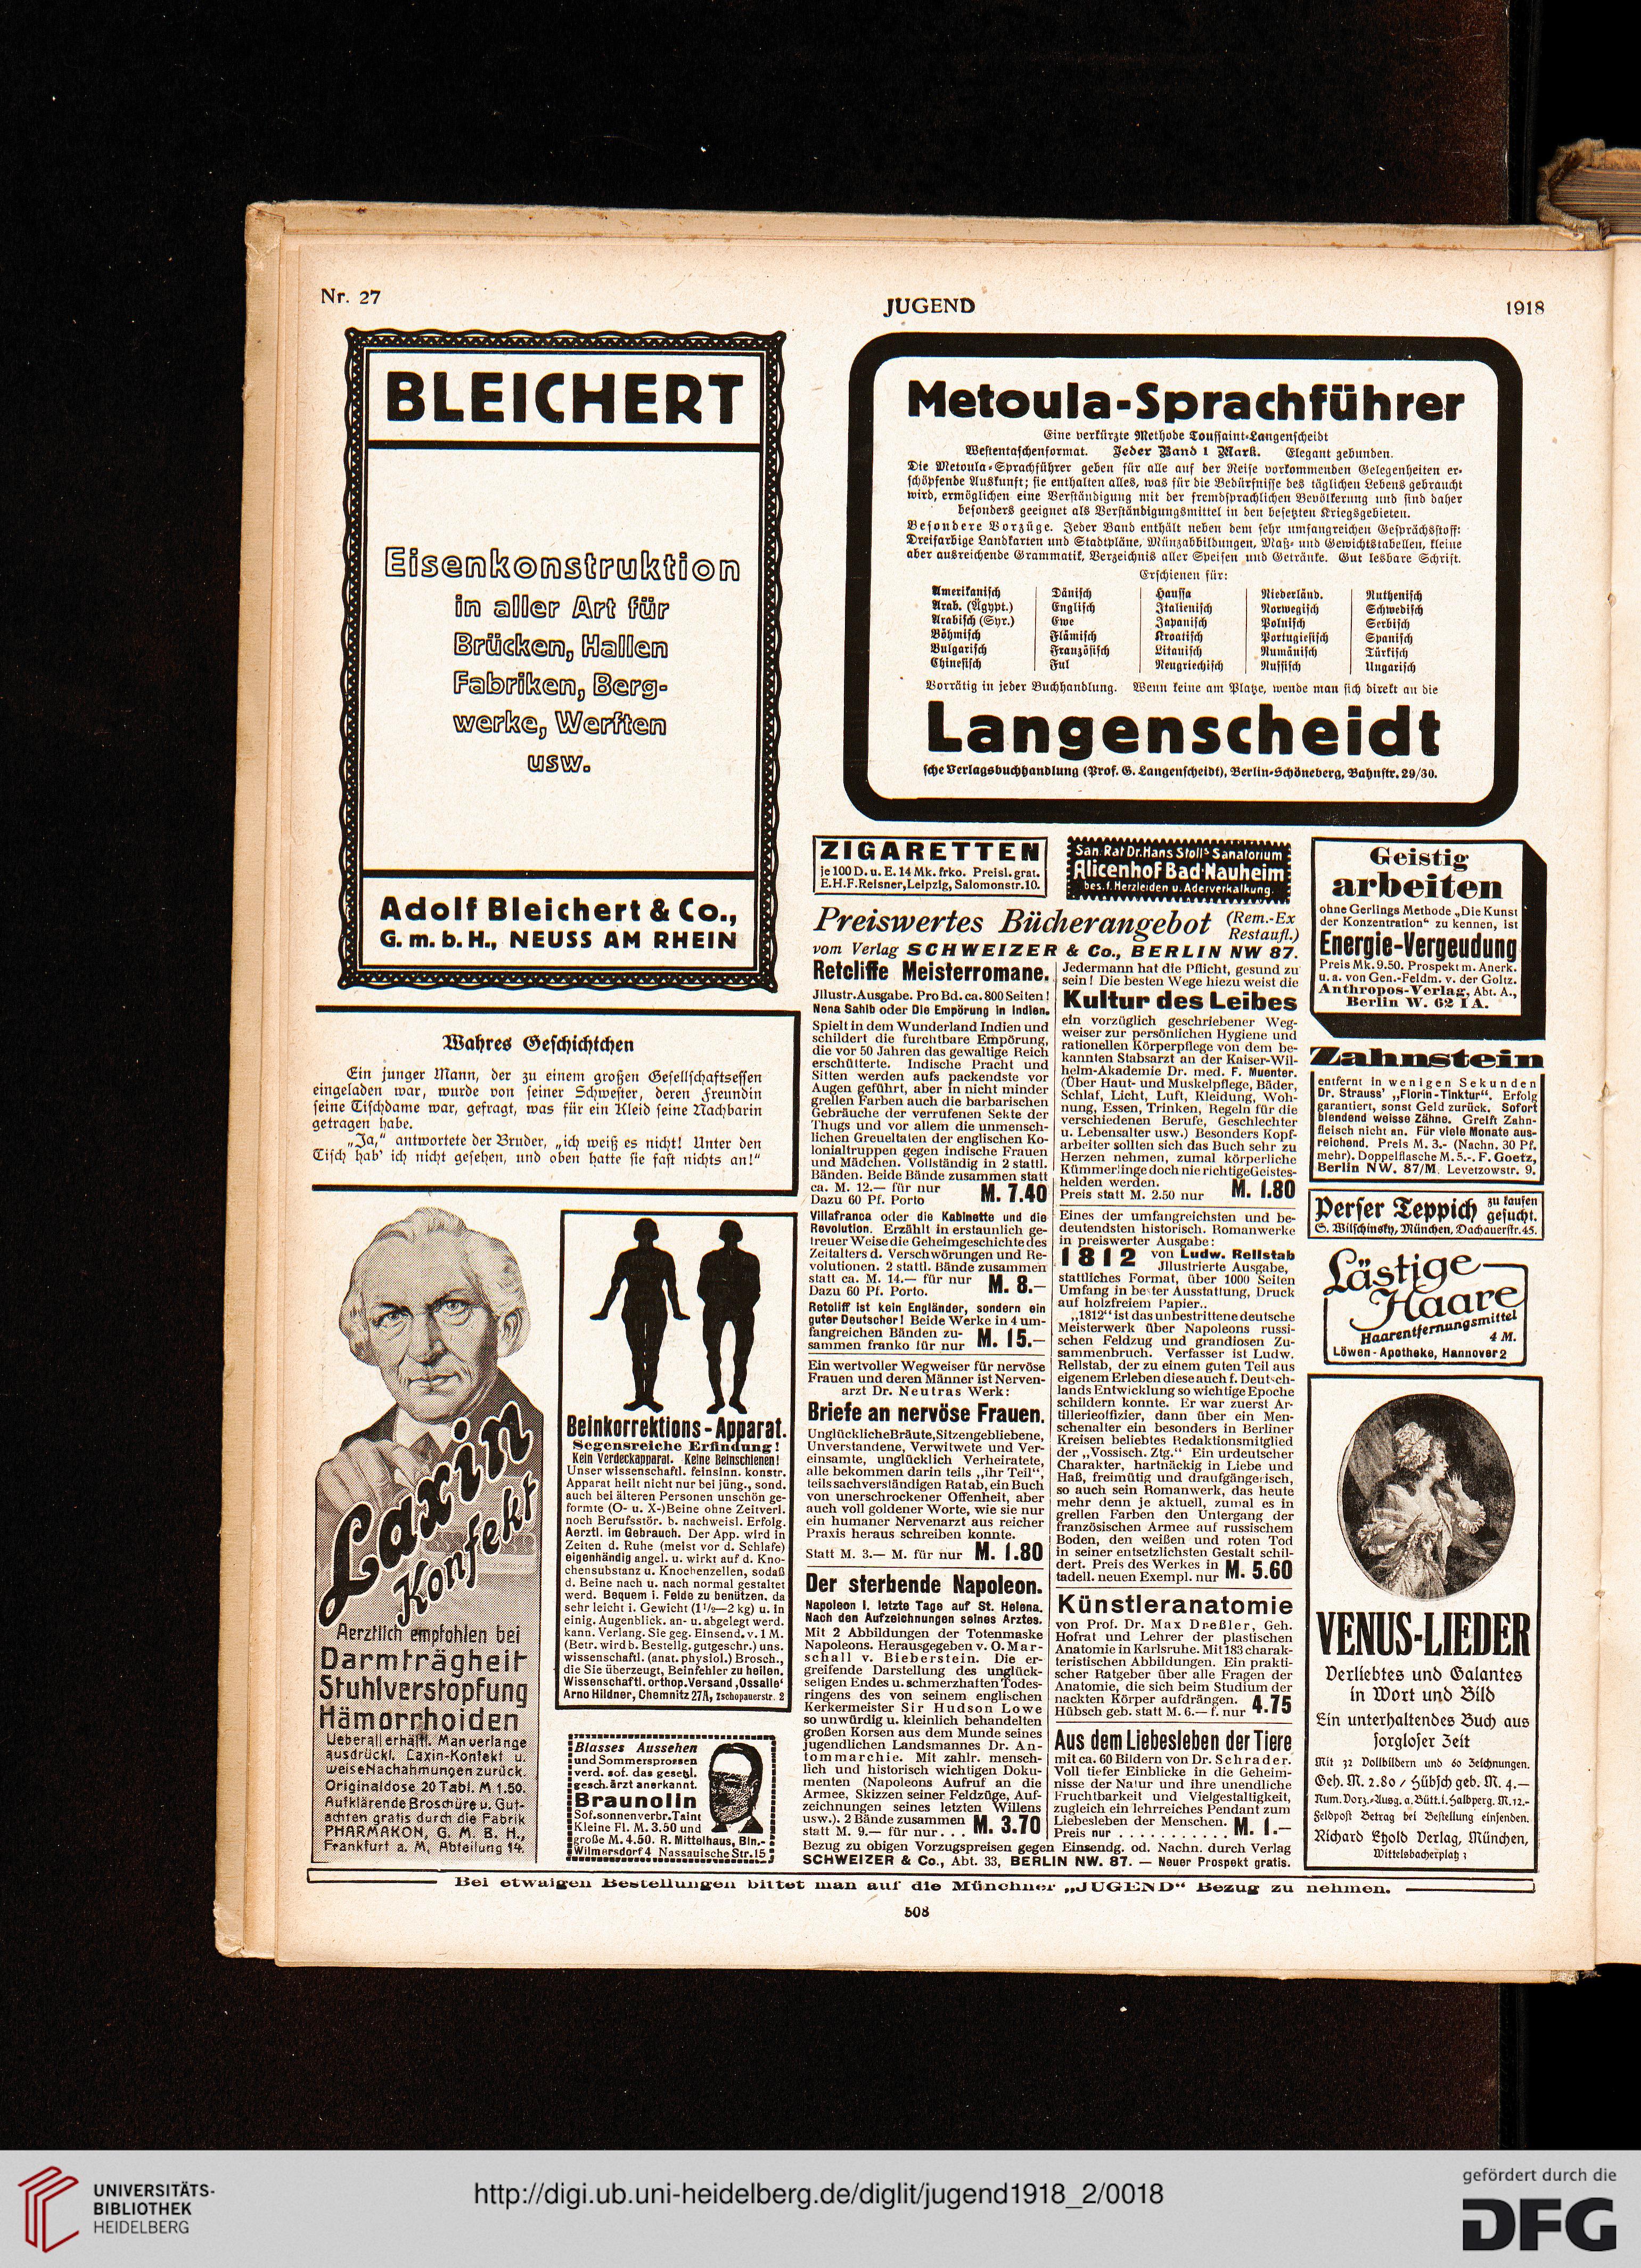 Nr. 27
JUGEND
1918
BLEICHERT
Eisenkonstruktion
in aller Art für
Brücken, Hallen
Fabriken, Berg-
werke, Werften
usw.
Adolf Bleichert & Co.,
G. m. b. H., NEUSS AM RHEIN
Metoula-Sprachführer
Eine verkürzte Methode Toussaint-Langenscheidt
Westentaschenformat. Jeder Band 1 Mark. Elegant gebunden.
Die Metoula-Sprachführer geben für alle auf der Reise vorkommenden Gelegenheiten er-
schöpfende Auskunft; sie enthalten alles, was für die Bedürfnisse des täglichen Lebens gebraucht
wird, ermöglichen eine Verständigung mit der fremdsprachlichen Bevölkerung und sind daher
besonders geeignet als Verständigungsmittel in den besetzten Kriegsgebieten.
Besondere Vorzüge. Jeder Band enthält neben dem sehr umfangreichen Gesprächsstoff:
Dreifarbige Landkarten und Stadtpläne, Münzabbildungen, Maß- und Gewichtstabellen, kleine
aber ausreichende Grammatik, Verzeichnis aller Speisen und Getränke. Gut lesbare Schrift.
Erschienen für:
Amerikanisch
Arab. (Ägypt.)
Arabisch (Syr.)
Böhmisch
Bulgarisch
Chinesisch
Dänisch
Englisch
Ewe
Flämisch
Französisch
Ful
Haussa
Italienisch
Japanisch
Kroatisch
Litauisch
Neugriechisch
Niederländ.
Norwegisch
Polnisch
Portugiesisch
Rumänisch
Russisch
Ruthenisch
Schwedisch
Serbisch
Spanisch
Türkisch
Ungarisch
Vorrätig in jeder Buchhandlung. Wenn keine am Platze, wende man sich direkt an die
Langenscheidt
sche Verlagsbuchhandlung (Prof. G. Langenscheidt), Berlin-Schöneberg, Bahnstr. 29/30.
Wahres Geschichtchen
Ein junger Mann, der zu einem großen Gesellschaftsessen
eingeladen war, wurde von seiner Schwester, deren Freundin
seine Tischdame war, gefragt, was für ein Kleid seine Nachbarin
getragen habe.
„Ja,“ antwortete der Bruder, „ich weiß es nicht! Unter den
Tisch hab' ich nicht gesehen, und oben hatte sie fast nichts an!“
Laxin
Konfekt
Aerztlich empfohlen bei
Darmträgheit
Stuhlverstopfung
Hämorrhoiden
Ueberall erhältl. Man verlange
ausdrückl. Laxin-Konfekt u.
weise Nachahmungen zurück.
Originaldose 20 Tabl. M 1.50.
Aufklärende Broschüre u. Gut-
achten gratis durch die Fabrik
PHARMAKON, G. M. B. H.,
Frankfurt a. M, Abteilung 14.
Beinkorrektions-Apparat.
Segensreiche Erfindung!
Kein Verdeckapparat. Keine Beinschienen!
Unser wissenschaftl. feinsinn. konstr.
Apparat heilt nicht nur bei jüng., sond.
auch bei älteren Personen unschön ge-
formte (O- u. X-)Beine ohne Zeitverl.
noch Berufsstör. b. nachweisl. Erfolg.
Aerztl. im Gebrauch. Der App. wird in
Zeiten d. Ruhe (meist vor d. Schlafe)
eigenhändig angel. u. wirkt auf d. Kno-
chensubstanz u. Knochenzellen, sodaß
d. Beine nach u. nach normal gestaltet
werd. Bequem i. Felde zu benützen, da
sehr leicht i. Gewicht (1½—2 kg) u. in
einig. Augenblick. an- u. abgelegt werd.
kann. Verlang. Sie geg. Einsend. v. 1 M.
(Betr. wird b. Bestellg. gutgeschr.) uns.
wissenschaftl. (anat. physiol.) Brosch.,
die Sie überzeugt, Beinfehler zu heilen.
Wissenschaftl. orthop. Versand ‚Ossalle‘
Arno Hildner, Chemnitz 27A, Zschopauerstr. 2
Blasses Aussehen
und Sommersprossen
verd. sof. das gesetzl.
gesch. ärzt anerkannt.
Braunolin
Sof. sonnenverbr. Taint
Kleine Fl. M. 3.50 und
große M. 4.50. R. Mittelhaus, Bln.-
Wilmersdorf 4 Nassauische Str. 15
ZIGARETTEN
je 100 D. u. E. 14 Mk. frko. Preisl. grat.
E. H. F. Reisner, Leipzig, Salomonstr. 10.
San. Rat Dr. Hans Stoll's Sanatorium
Alicenhof Bad-Nauheim
bes. f. Herzleiden u. Aderverkalkung.
Preiswertes Bücherangebot (Rem.-Ex
Restaufl.)
vom Verlag SCHWEIZER & Co., BERLIN NW 87.
Retcliffe Meisterromane.
Jllustr. Ausgabe. Pro Bd. ca. 800 Seiten!
Nena Sahib oder Die Empörung in Indien.
Spielt in dem Wunderland Indien und
schildert die furchtbare Empörung,
die vor 50 Jahren das gewaltige Reich
erschütterte. Indische Pracht und
Sitten werden aufs packendste vor
Augen geführt, aber in nicht minder
grellen Farben auch die barbarischen
Gebräuche der verrufenen Sekte der
Thugs und vor allem die unmensch-
lichen Greueltaten der englischen Ko-
lonialtruppen gegen indische Frauen
und Mädchen. Vollständig in 2 stattl.
Bänden. Beide Bände zusammen statt
ca. M. 12.— für nur M. 7.40
Dazu 60 Pf. Porto
Villafranca oder die Kabinette und die
Revolution. Erzählt in erstaunlich ge-
treuer Weise die Geheimgeschichte des
Zeitalters d. Verschwörungen und Re-
volutionen. 2 stattl. Bände zusammen
statt ca. M. 14.— für nur M. 8.—
Dazu 60 Pf. Porto.
Retcliff ist kein Engländer, sondern ein
guter Deutscher! Beide Werke in 4 um-
fangreichen Bänden zu-
sammen franko für nur M. 15.—
Ein wertvoller Wegweiser für nervöse
Frauen und deren Männer ist Nerven-
arzt Dr. Neutras Werk:
Briefe an nervöse Frauen.
Unglückliche Bräute, Sitzengebliebene,
Unverstandene, Verwitwete und Ver-
einsamte, unglücklich Verheiratete,
alle bekommen darin teils „ihr Teil“,
teils sachverständigen Rat ab, ein Buch
von unerschrockener Offenheit, aber
auch voll goldener Worte, wie sie nur
ein humaner Nervenarzt aus reicher
Praxis heraus schreiben konnte.
Statt M. 3.— M. für nur M. 1.80
Der sterbende Napoleon.
Napoleon I. letzte Tage auf St. Helena.
Nach den Aufzeichnungen seines Arztes.
Mit 2 Abbildungen der Totenmaske
Napoleons. Herausgegeben v. O. Mar-
schall v. Bieberstein. Die er-
greifende Darstellung des unglück-
seligen Endes u. schmerzhaften Todes-
ringens des von seinem englischen
Kerkermeister Sir Hudson Lowe
so unwürdig u. kleinlich behandelten
großen Korsen aus dem Munde seines
jugendlichen Landsmannes Dr. An-
tommarchie. Mit zahlr. mensch-
lich und historisch wichtigen Doku-
menten (Napoleons Aufruf an die
Armee, Skizzen seiner Feldzüge, Auf-
zeichnungen seines letzten Willens
usw.). 2 Bände zusammen
statt M. 9.— für nur . . . M. 3.70
Jedermann hat die Pflicht, gesund zu
sein! Die besten Wege hiezu weist die
Kultur des Leibes
ein vorzüglich geschriebener Weg-
weiser zur persönlichen Hygiene und
rationellen Körperpflege von dem be-
kannten Stabsarzt an der Kaiser-Wil-
helm-Akademie Dr. med. F. Muenter.
(Über Haut- und Muskelpflege, Bäder,
Schlaf, Licht, Luft, Kleidung, Woh-
nung, Essen, Trinken, Regeln für die
verschiedenen Berufe, Geschlechter
u. Lebensalter usw.) Besonders Kopf-
arbeiter sollten sich das Buch sehr zu
Herzen nehmen, zumal körperliche
Kümmerlinge doch nie richtige Geistes-
helden werden.
Preis statt M. 2.50 nur M. 1.80
Eines der umfangreichsten und be-
deutendsten historisch. Romanwerke
in preiswerter Ausgabe:
1812 von Ludw. Rellstab
Jllustrierte Ausgabe,
stattliches Format, über 1000 Seiten
Umfang in bester Ausstattung, Druck
auf holzfreiem Papier..
„1812“ ist das unbestrittene deutsche
Meisterwerk über Napoleons russi-
schen Feldzug und grandiosen Zu-
sammenbruch. Verfasser ist Ludw.
Rellstab, der zu einem guten Teil aus
eigenem Erleben diese auch f. Deutsch-
lands Entwicklung so wichtige Epoche
schildern konnte. Er war zuerst Ar-
tillerieoffizier, dann über ein Men-
schenalter ein besonders in Berliner
Kreisen beliebtes Redaktionsmitglied
der „Vossisch. Ztg.“ Ein urdeutscher
Charakter, hartnäckig in Liebe und
Haß, freimütig und draufgängerisch,
so auch sein Romanwerk, das heute
mehr denn je aktuell, zumal es in
grellen Farben den Untergang der
französischen Armee auf russischem
Boden, den weißen und roten Tod
in seiner entsetzlichsten Gestalt schil-
dert. Preis des Werkes in
tadell. neuen Exempl. nur M. 5.60
Künstleranatomie
von Prof. Dr. Max Dreßler, Geh.
Hofrat und Lehrer der plastischen
Anatomie in Karlsruhe. Mit 183 charak-
teristischen Abbildungen. Ein prakti-
scher Ratgeber über alle Fragen der
Anatomie, die sich beim Studium der
nackten Körper aufdrängen.
Hübsch geb. statt M. 6.— f. nur 4.75
Aus dem Liebesleben der Tiere
mit ca. 60 Bildern von Dr. Schrader.
Voll tiefer Einblicke in die Geheim-
nisse der Natur und ihre unendliche
Fruchtbarkeit und Vielgestaltigkeit,
zugleich ein lehrreiches Pendant zum
Liebesleben der Menschen.
Preis nur . . . . . . . . . . . M. 1.—
Bezug zu obigen Vorzugspreisen gegen Einsendg. od. Nachn. durch Verlag
SCHWEIZER & Co., Abt. 33, BERLIN NW. 87. — Neuer Prospekt gratis.
Geistig
arbeiten
ohne Gerlings Methode „Die Kunst
der Konzentration“ zu kennen, ist
Energie-Vergeudung
Preis Mk. 9.50. Prospekt m. Anerk.
u. a. von Gen.-Feldm. v. der Goltz.
Anthropos-Verlag, Abt. A.,
Berlin W. 62 I A.
Zahnstein
entfernt in wenigen Sekunden
Dr. Strauss' „Florin-Tinktur“. Erfolg
garantiert, sonst Geld zurück. Sofort
blendend weisse Zähne. Greift Zahn-
fleisch nicht an. Für viele Monate aus-
reichend. Preis M. 3.- (Nachn. 30 Pf.
mehr). Doppelflasche M. 5.-. F. Goetz,
Berlin NW. 87/M. Levetzowstr. 9.
Perser Teppich zu kaufen
gesucht.
S. Wilschinsky, München, Dachauerstr. 45.
Lästige
Haare
Haarentfernungsmittel
4 M.
Löwen-Apotheke, Hannover 2
VENUS-LIEDER
Verliebtes und Galantes
in Wort und Bild
Ein unterhaltendes Buch aus
sorgloser Zeit
Mit 32 Vollbildern und 60 Zeichnungen.
Geh. M. 2.80 / Hübsch geb. M. 4.—
Num. Vorz.-Ausg. a. Bütt. i. Halbperg. M. 12.-
Feldpost Betrag bei Bestellung einsenden.
Richard Etzold Verlag, München,
Wittelsbacherplatz 3
Bei etwaigen Bestellungen bittet man auf die Münchner „JUGEND“ Bezug zu nehmen.
508
UNIVERSITÄTS-
BIBLIOTHEK
HEIDELBERG
http://digi.ub.uni-heidelberg.de/diglit/jugend1918_2/0018
gefördert durch die
DFG